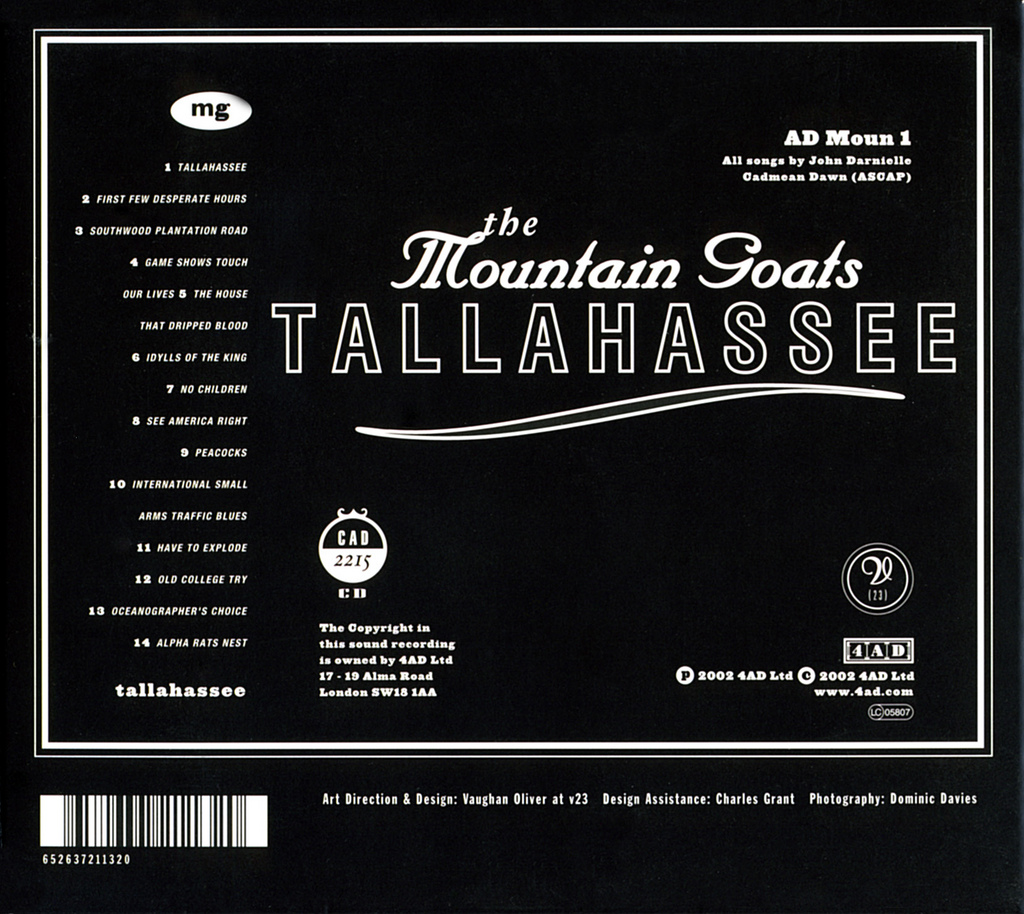 mg
1 TALLAHASSEE
2 FIRST FEW DESPERATE HOURS
3 SOUTHWOOD PLANTATION ROAD
4 GAME SHOWS TOUCH
OUR LIVES 5 THE HOUSE
THAT DRIPPED BLOOD
6 IDYLLS OF THE KING
7 NO CHILDREN
8 SEE AMERICA RIGHT
9 PEACOCKS
10 INTERNATIONAL SMALL
ARMS TRAFFIC BLUES
11 HAVE TO EXPLODE
12 OLD COLLEGE TRY
13 OCEANOGRAPHER'S CHOICE
14 ALPHA RATS NEST
tallahassee
AD Moun 1
All songs by John Darnielle
Cadmean Dawn (ASCAP)
the
Mountain Goats
TALLAHASSEE
CAD
2215
CD
The Copyright in
this sound recording
is owned by 4AD Ltd
17 - 19 Alma Road
London SW18 1AA
V
(23)
4AD
℗ 2002 4AD Ltd © 2002 4AD Ltd
www.4ad.com
LC 05807
652637211320
Art Direction & Design: Vaughan Oliver at v23 Design Assistance: Charles Grant Photography: Dominic Davies